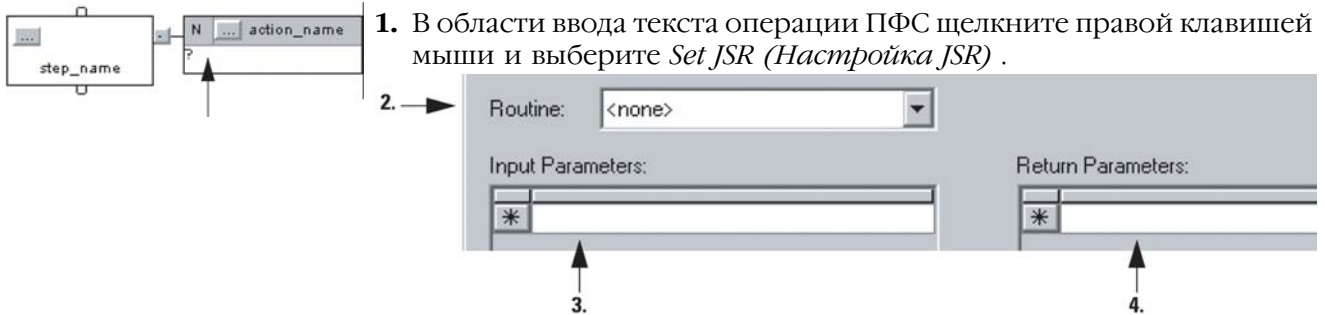 1. В области ввода текста операции ПФС щелкните правой клавишей
мыши и выберите Set JSR (Настройка JSR) .
... step_name
- N ... action_name
?
2. Routine: <none>
Input Parameters: Return Parameters:
3. 4.